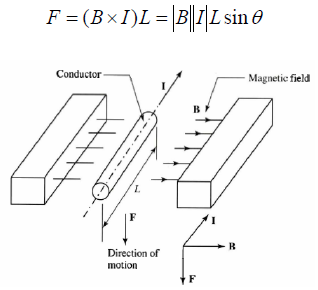 F = (B × I)L = |B||I|L sin θ
Conductor
Magnetic field
I
B
L
F
Direction of
motion
I
B
F